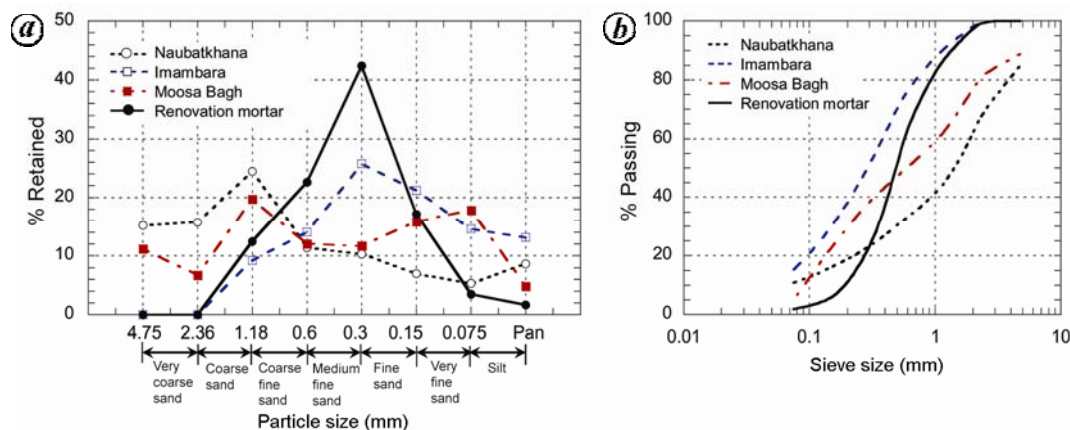 a
50
40
30
20
10
0
% Retained
Naubatkhana
Imambara
Moosa Bagh
Renovation mortar
4.75 2.36 1.18 0.6 0.3 0.15 0.075 Pan
Very coarse sand
Coarse sand
Coarse fine sand
Medium fine sand
Fine sand
Very fine sand
Silt
Particle size (mm)
b
100
80
60
40
20
0
% Passing
Naubatkhana
Imambara
Moosa Bagh
Renovation mortar
0.01 0.1 1 10
Sieve size (mm)